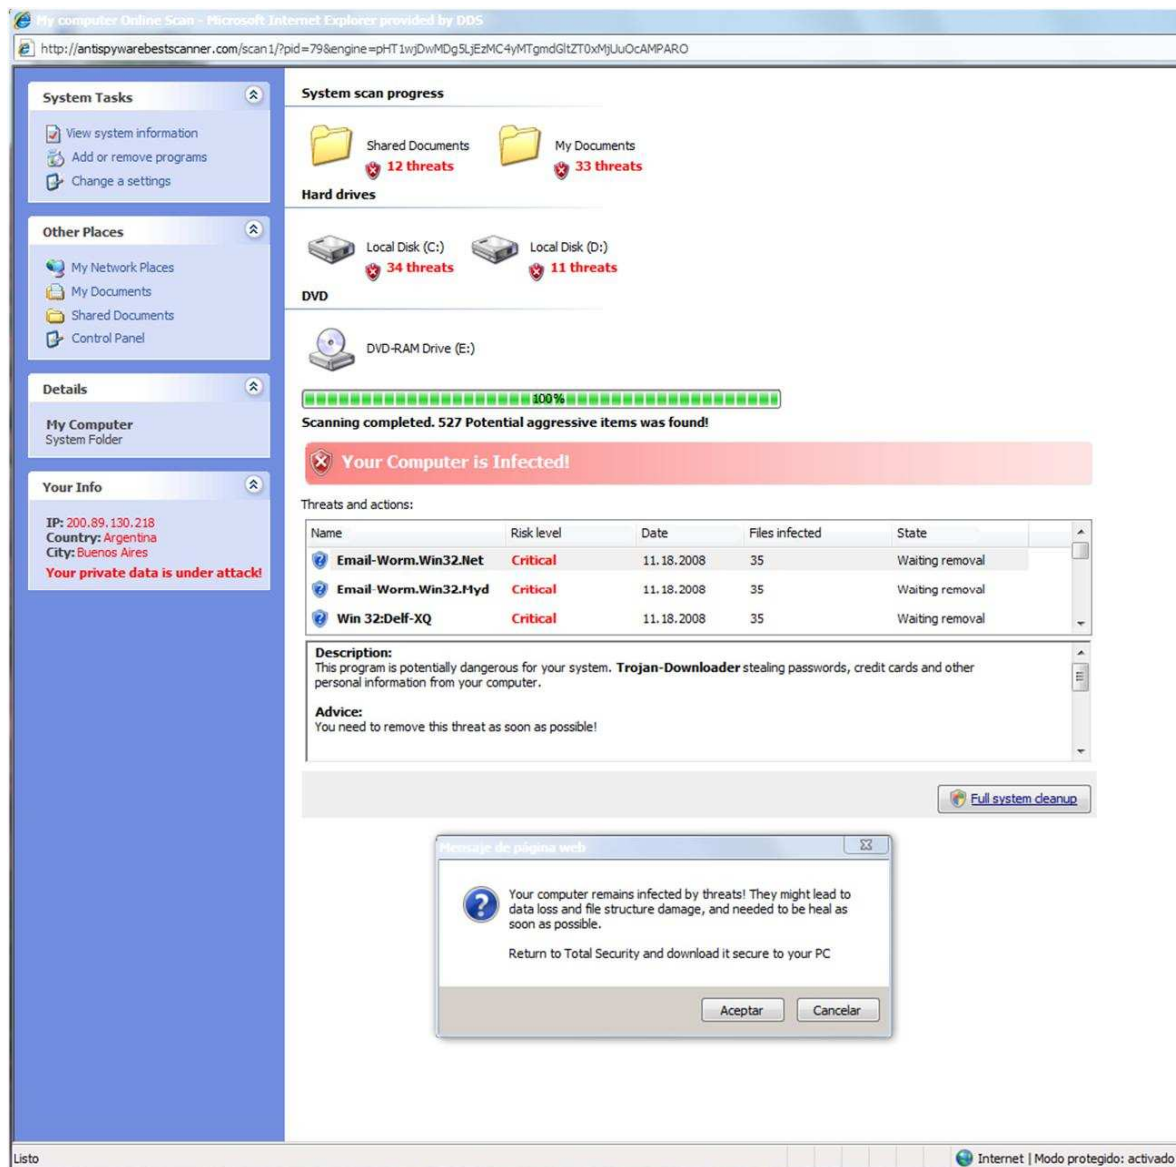 My computer Online Scan - Microsoft Internet Explorer provided by DDS
http://antispywarebestscanner.com/scan1/?pid=79&engine=pHT1wjDwMDg5LjEzMC4yMTgmdGltZT0xMjUuOcAMPARO
System Tasks
View system information
Add or remove programs
Change a settings
Other Places
My Network Places
My Documents
Shared Documents
Control Panel
Details
My Computer
System Folder
Your Info
IP: 200.89.130.218
Country: Argentina
City: Buenos Aires
Your private data is under attack!
System scan progress
Shared Documents
12 threats
My Documents
33 threats
Hard drives
Local Disk (C:)
34 threats
Local Disk (D:)
11 threats
DVD
DVD-RAM Drive (E:)
100%
Scanning completed. 527 Potential aggressive items was found!
Your Computer is Infected!
Threats and actions:
Name Risk level Date Files infected State
Email-Worm.Win32.Net Critical 11.18.2008 35 Waiting removal
Email-Worm.Win32.Myd Critical 11.18.2008 35 Waiting removal
Win 32:Delf-XQ Critical 11.18.2008 35 Waiting removal
Description:
This program is potentially dangerous for your system. Trojan-Downloader stealing passwords, credit cards and other
personal information from your computer.
Advice:
You need to remove this threat as soon as possible!
Full system cleanup
Mensaje de página web
Your computer remains infected by threats! They might lead to
data loss and file structure damage, and needed to be heal as
soon as possible.
Return to Total Security and download it secure to your PC
Aceptar
Cancelar
Listo
Internet | Modo protegido: activado